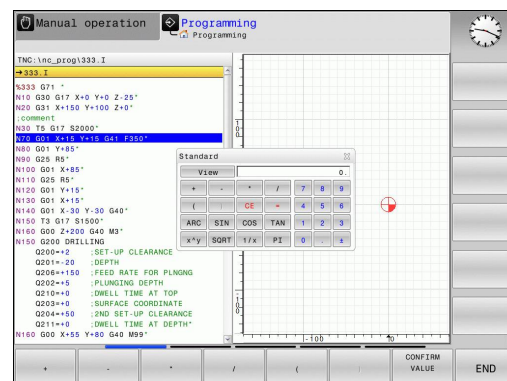 Manual operation
Programming
Programming
TNC:\nc_prog\333.I
→333.I
%333 G71 *
N10 G30 G17 X+0 Y+0 Z-25*
N20 G31 X+150 Y+100 Z+0*
;comment
N30 T5 G17 S2000*
N70 G01 X+15 Y+15 G41 F350*
N80 G01 Y+85*
N90 G25 R5*
N100 G01 X+85*
N110 G25 R5*
N120 G01 Y+15*
N130 G01 X+15*
N140 G01 X-30 Y-30 G40*
N150 T3 G17 S1500*
N160 G00 Z+200 G40 M3*
N150 G200 DRILLING
Q200=+2 ;SET-UP CLEARANCE
Q201=-20 ;DEPTH
Q206=+150 ;FEED RATE FOR PLNGNG
Q202=+5 ;PLUNGING DEPTH
Q210=+0 ;DWELL TIME AT TOP
Q203=+0 ;SURFACE COORDINATE
Q204=+50 ;2ND SET-UP CLEARANCE
Q211=+0 ;DWELL TIME AT DEPTH*
N160 G00 X+55 Y+80 G40 M99*
Standard
View 0.
+ - * / 7 8 9
( ) CE = 4 5 6
ARC SIN COS TAN 1 2 3
x^y SQRT 1/x PI 0 . ±
-100
+ - * / ( ) CONFIRM VALUE END